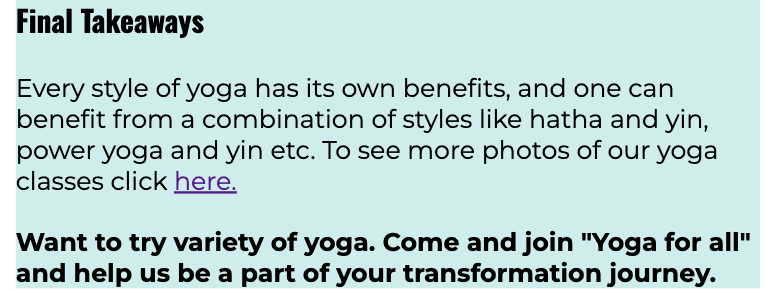 Final Takeaways
Every style of yoga has its own benefits, and one can
benefit from a combination of styles like hatha and yin,
power yoga and yin etc. To see more photos of our yoga
classes click here.
Want to try variety of yoga. Come and join "Yoga for all"
and help us be a part of your transformation journey.